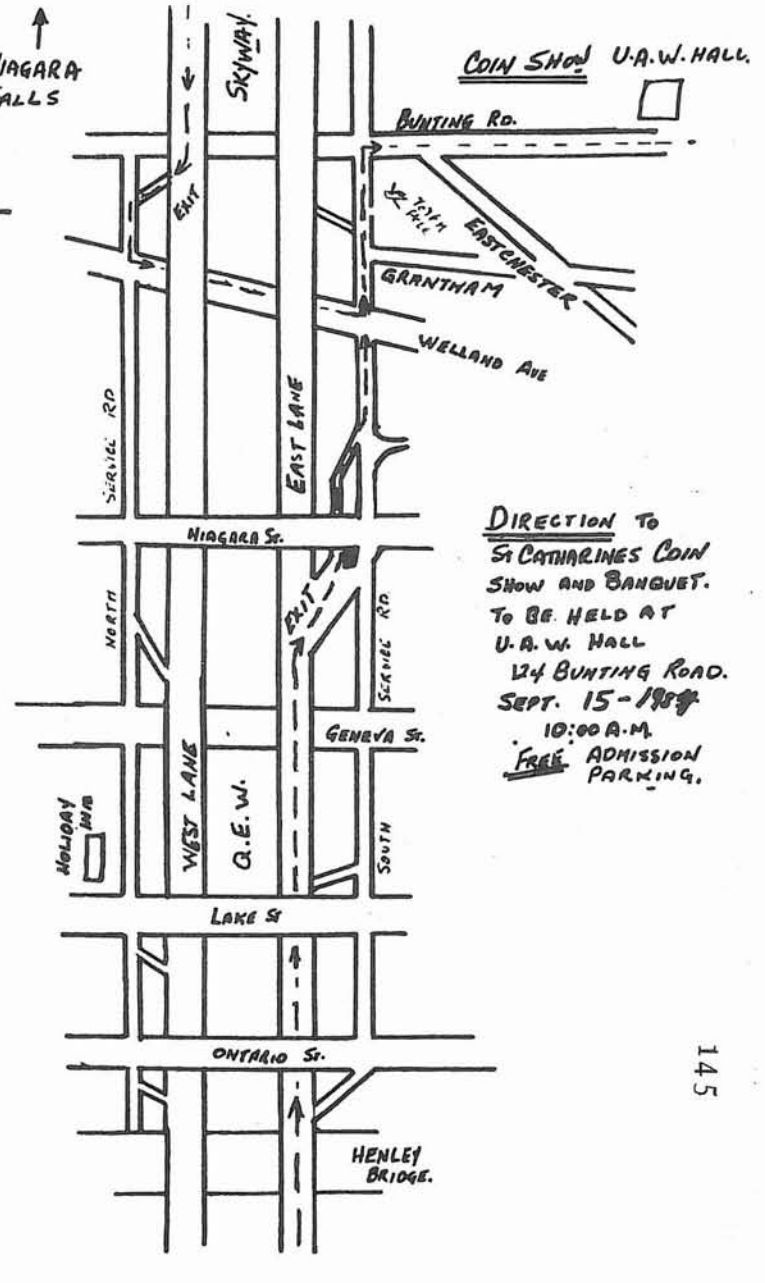 IAGARA
ALLS
SKYWAY.
COIN SHOW U.A.W. HALL.
BUNTING RD.
EXIT
EASTCHESTER
GRANTHAM
WELLAND AVE
SERVICE RD
EAST LANE
NIAGARA ST.
DIRECTION TO
ST CATHARINES COIN
SHOW AND BANQUET.
TO BE HELD AT
U.A.W. HALL
124 BUNTING ROAD.
SEPT. 15-1984
10:00 A.M.
FREE ADMISSION
PARKING.
NORTH
EXIT
SERVICE RD.
GENEVA ST.
HOLIDAY
INN
WEST LANE
Q.E.W.
SOUTH
LAKE ST
ONTARIO ST.
HENLEY
BRIDGE.
145